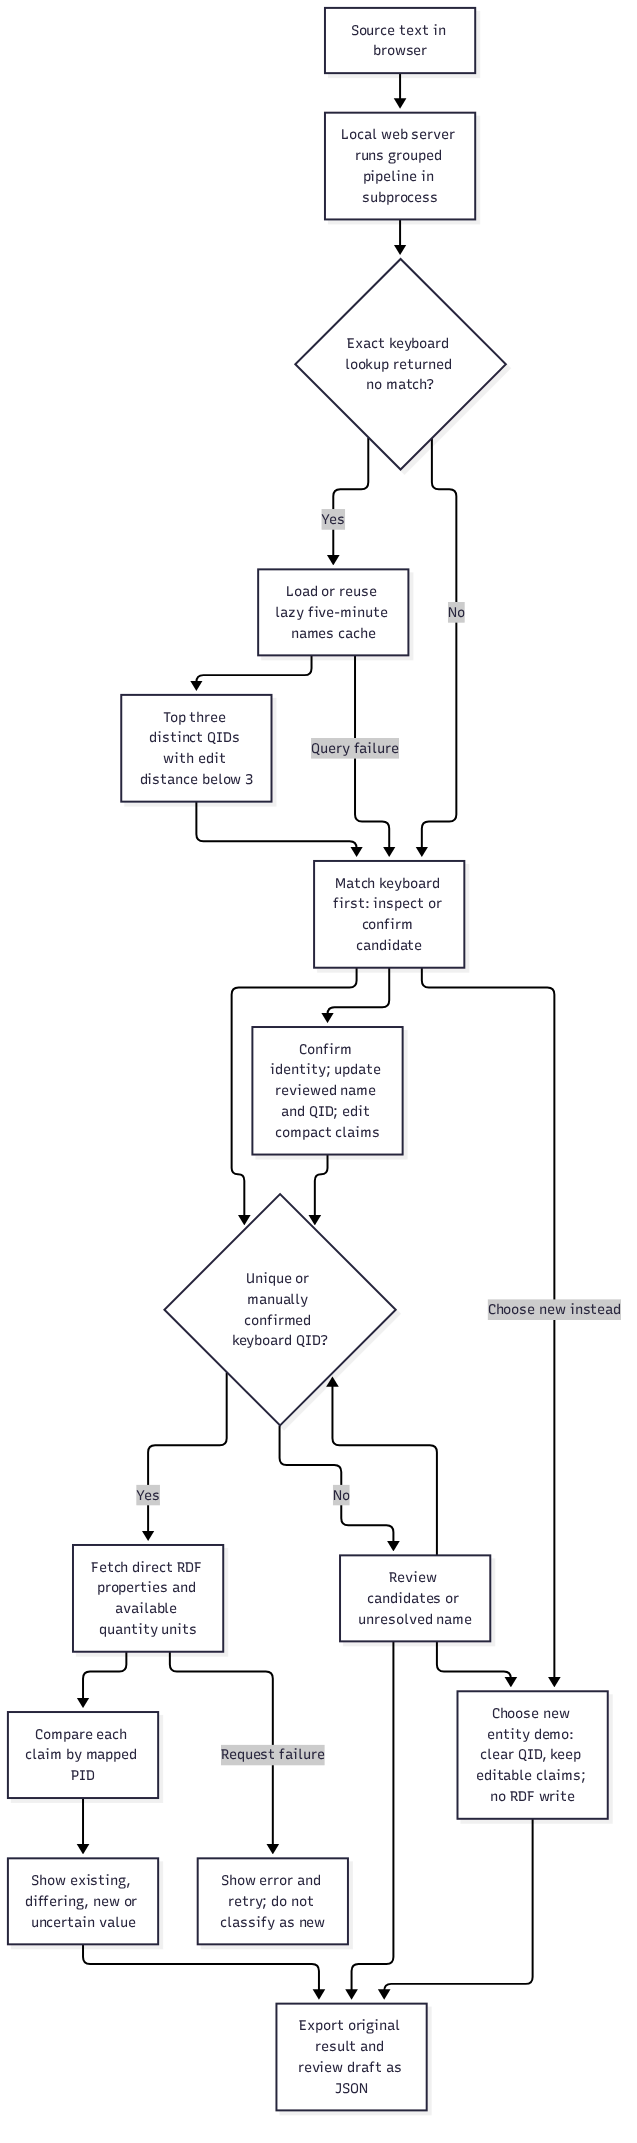 Source text in
browser
Local web server
runs grouped
pipeline in
subprocess
Exact keyboard
lookup returned
no match?
Yes
No
Load or reuse
lazy five-minute
names cache
Top three
distinct QIDs
with edit
distance below 3
Query failure
Match keyboard
first: inspect or
confirm
candidate
Confirm
identity; update
reviewed name
and QID; edit
compact claims
Unique or
manually
confirmed
keyboard QID?
Choose new instead
Yes
No
Fetch direct RDF
properties and
available
quantity units
Review
candidates or
unresolved name
Compare each
claim by mapped
PID
Request failure
Choose new
entity demo:
clear QID, keep
editable claims;
no RDF write
Show existing,
differing, new or
uncertain value
Show error and
retry; do not
classify as new
Export original
result and
review draft as
JSON